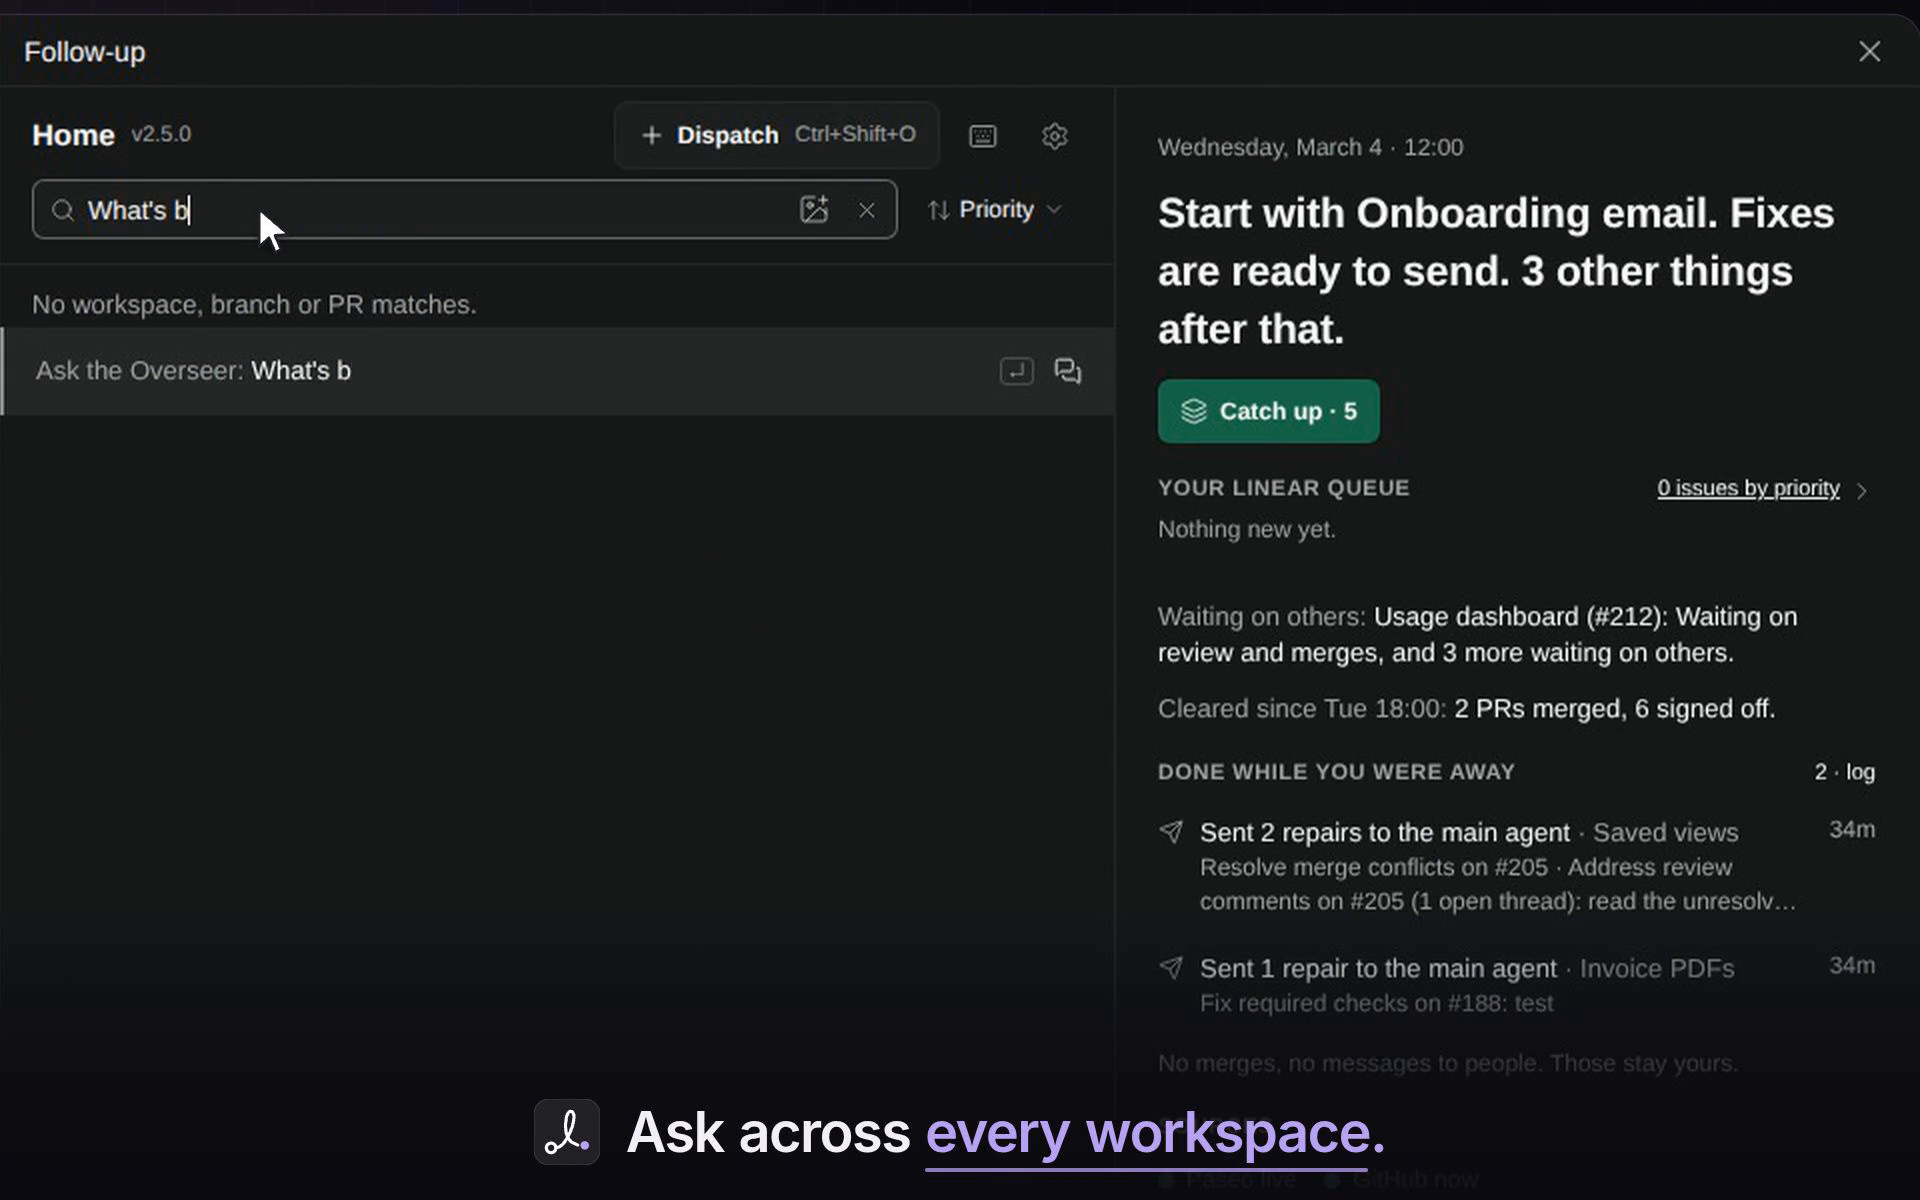 Follow-up
Home v2.5.0
Dispatch Ctrl+Shift+O
What's b
Priority
No workspace, branch or PR matches.
Ask the Overseer: What's b
Wednesday, March 4 · 12:00
Start with Onboarding email. Fixes
are ready to send. 3 other things
after that.
Catch up · 5
YOUR LINEAR QUEUE
0 issues by priority
Nothing new yet.
Waiting on others: Usage dashboard (#212): Waiting on
review and merges, and 3 more waiting on others.
Cleared since Tue 18:00: 2 PRs merged, 6 signed off.
DONE WHILE YOU WERE AWAY
2 · log
Sent 2 repairs to the main agent · Saved views
34m
Resolve merge conflicts on #205 · Address review
comments on #205 (1 open thread): read the unresolv…
Sent 1 repair to the main agent · Invoice PDFs
34m
Fix required checks on #188: test
No merges, no messages to people. Those stay yours.
Ask across every workspace.
Paseo live GitHub now